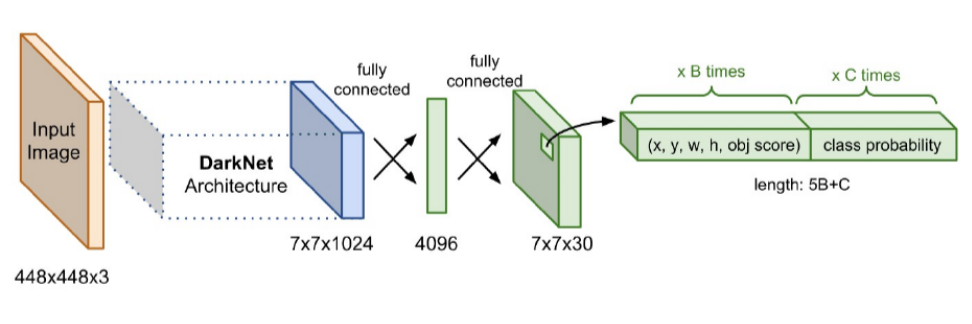 Input
Image
448x448x3
DarkNet
Architecture
7x7x1024
fully
connected
4096
fully
connected
7x7x30
x B times
x C times
(x, y, w, h, obj score)
class probability
length: 5B+C